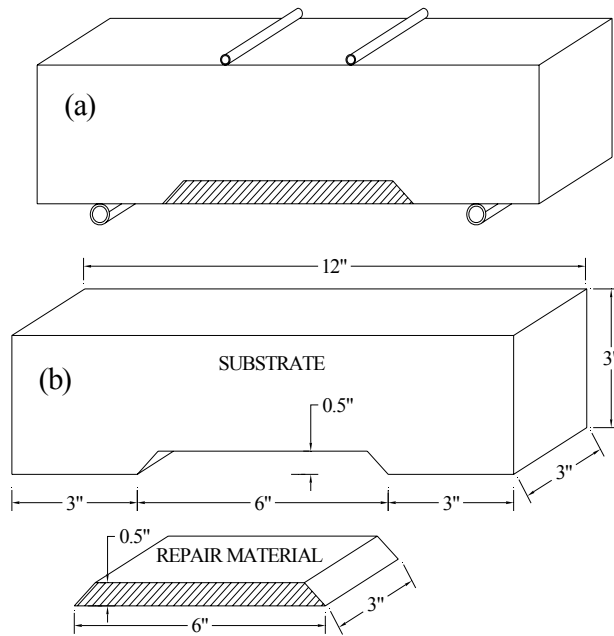 (a)
12"
SUBSTRATE
3"
(b)
0.5"
3"
3"
6"
3"
0.5"
REPAIR MATERIAL
3"
6"